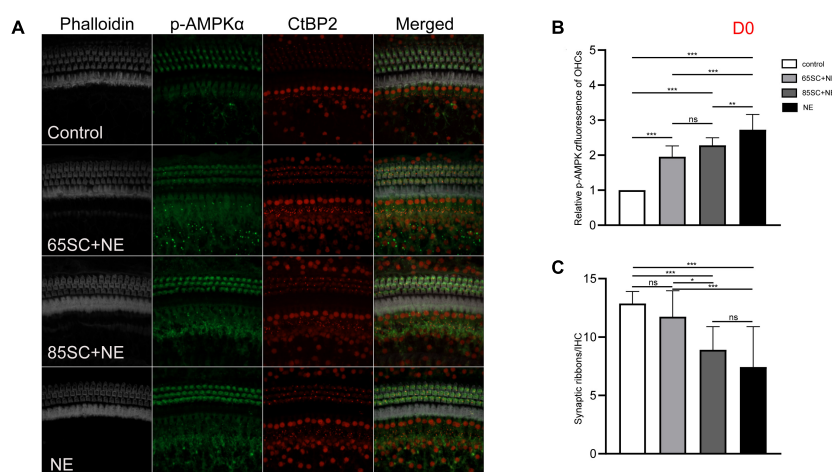 A
Phalloidin
p-AMPKα
CtBP2
Merged
Control
65SC+NE
85SC+NE
NE
B
D0
Relative p-AMPK αfluorescence of OHCs
5
4
3
2
1
0
***
***
***
**
ns
***
control
65SC+NE
85SC+NE
NE
C
Synaptic ribbons/IHC
15
10
5
0
***
***
ns
*
***
ns